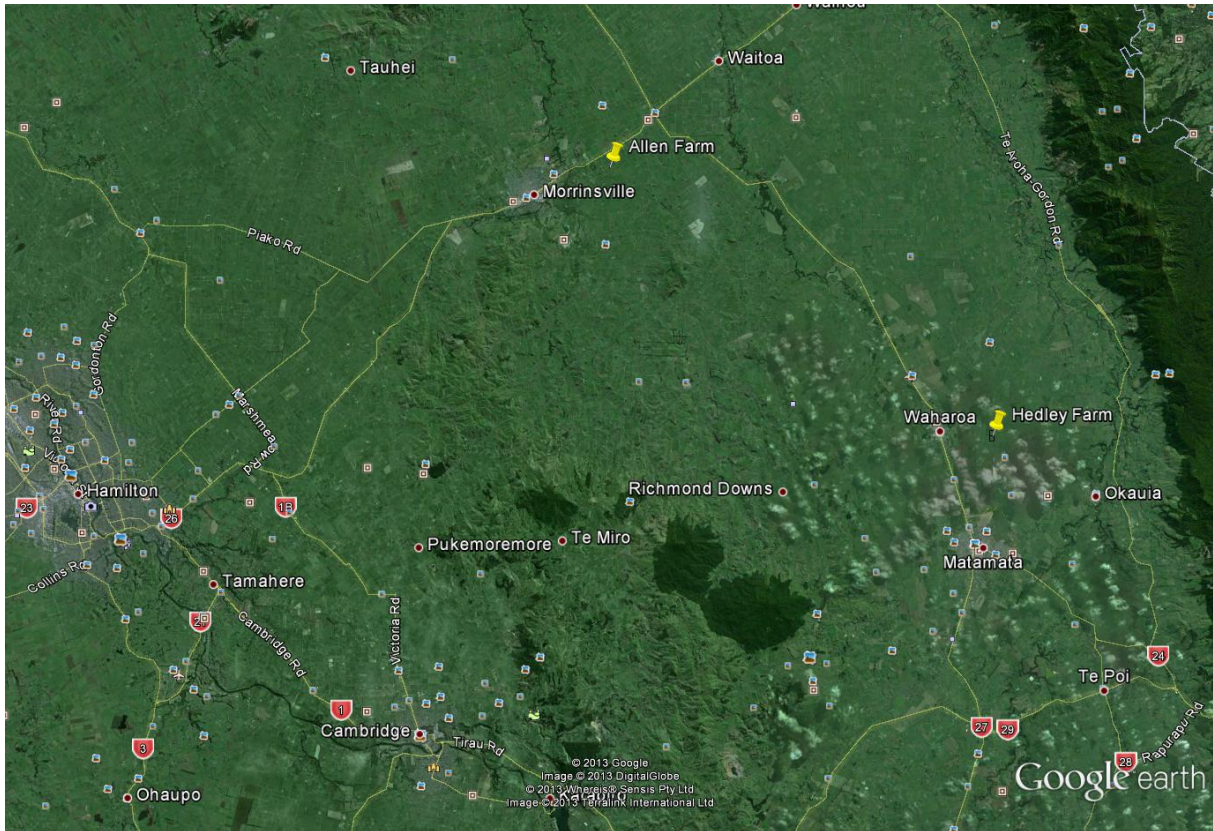 Waihou
Waitoa
Tauhei
Allen Farm
Te Aroha-Gordon Rd
Morrinsville
Piako Rd
Gordonton Rd
Marshmeadow Rd
River Rd
Hedley Farm
Waharoa
Hamilton
23
26
1B
Richmond Downs
Okauia
Pukemoremore
Te Miro
Matamata
Collins Rd
Tamahere
Cambridge Rd
Victoria Rd
24
Te Poi
1
Cambridge
Tirau Rd
27
29
Rapurapu Rd
3
28
© 2013 Google
Image © 2013 DigitalGlobe
© 2013 Whereis® Sensis Pty Ltd
Image © 2013 Terralink International Ltd
Google earth
Ohaupo
Karapiro